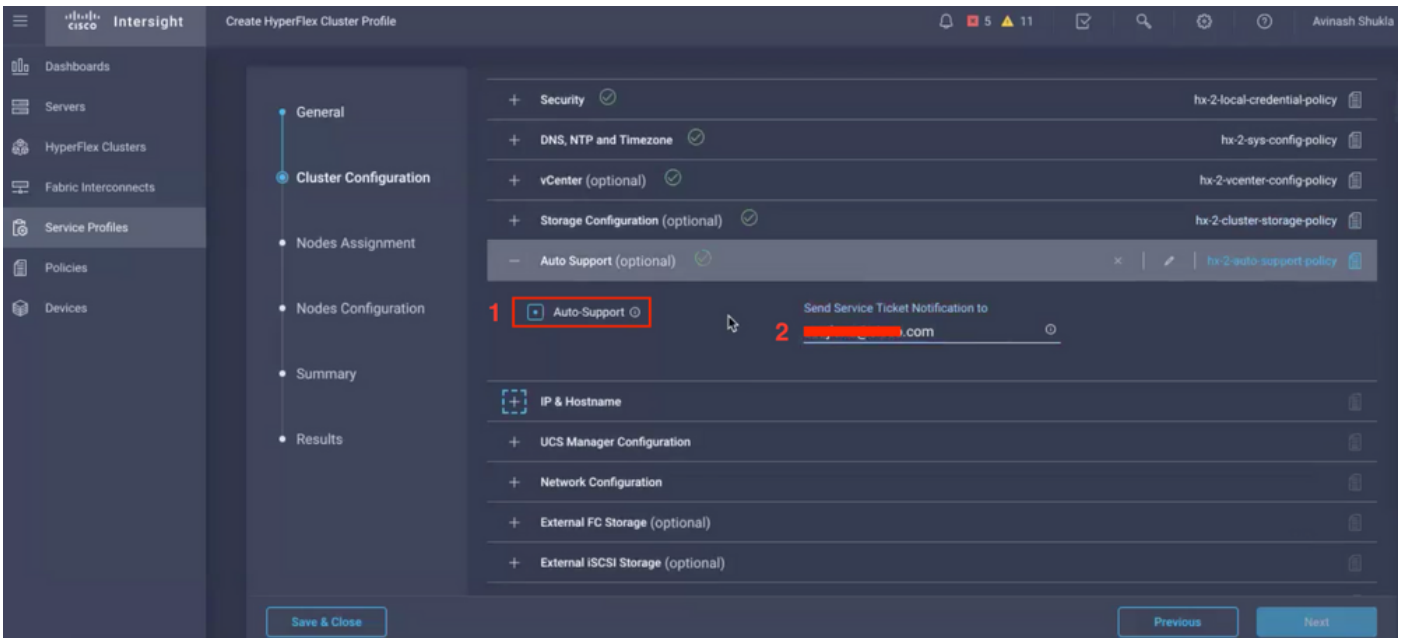 cisco Intersight
Create HyperFlex Cluster Profile
5 11
Avinash Shukla
Dashboards
Servers
HyperFlex Clusters
Fabric Interconnects
Service Profiles
Policies
Devices
General
Cluster Configuration
Nodes Assignment
Nodes Configuration
Summary
Results
+ Security hx-2-local-credential-policy
+ DNS, NTP and Timezone hx-2-sys-config-policy
+ vCenter (optional) hx-2-vcenter-config-policy
+ Storage Configuration (optional) hx-2-cluster-storage-policy
− Auto Support (optional) × | | hx-2-auto-support-policy
1 Auto-Support
Send Service Ticket Notification to
2 .com
+ IP & Hostname
+ UCS Manager Configuration
+ Network Configuration
+ External FC Storage (optional)
+ External iSCSI Storage (optional)
Save & Close Previous Next